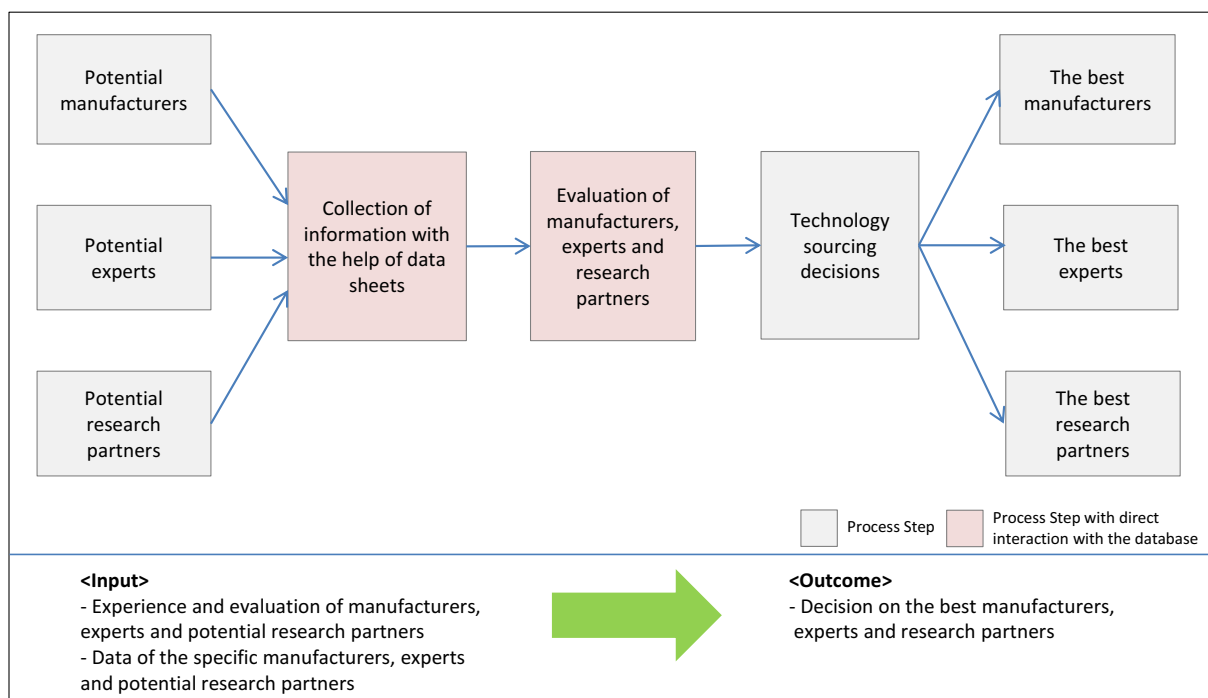 Potential
manufacturers
Potential
experts
Potential
research
partners
Collection of
information with
the help of data
sheets
Evaluation of
manufacturers,
experts and
research
partners
Technology
sourcing
decisions
The best
manufacturers
The best
experts
The best
research
partners
Process Step
Process Step with direct
interaction with the database
<Input>
- Experience and evaluation of manufacturers,
experts and potential research partners
- Data of the specific manufacturers, experts
and potential research partners
<Outcome>
- Decision on the best manufacturers,
experts and research partners